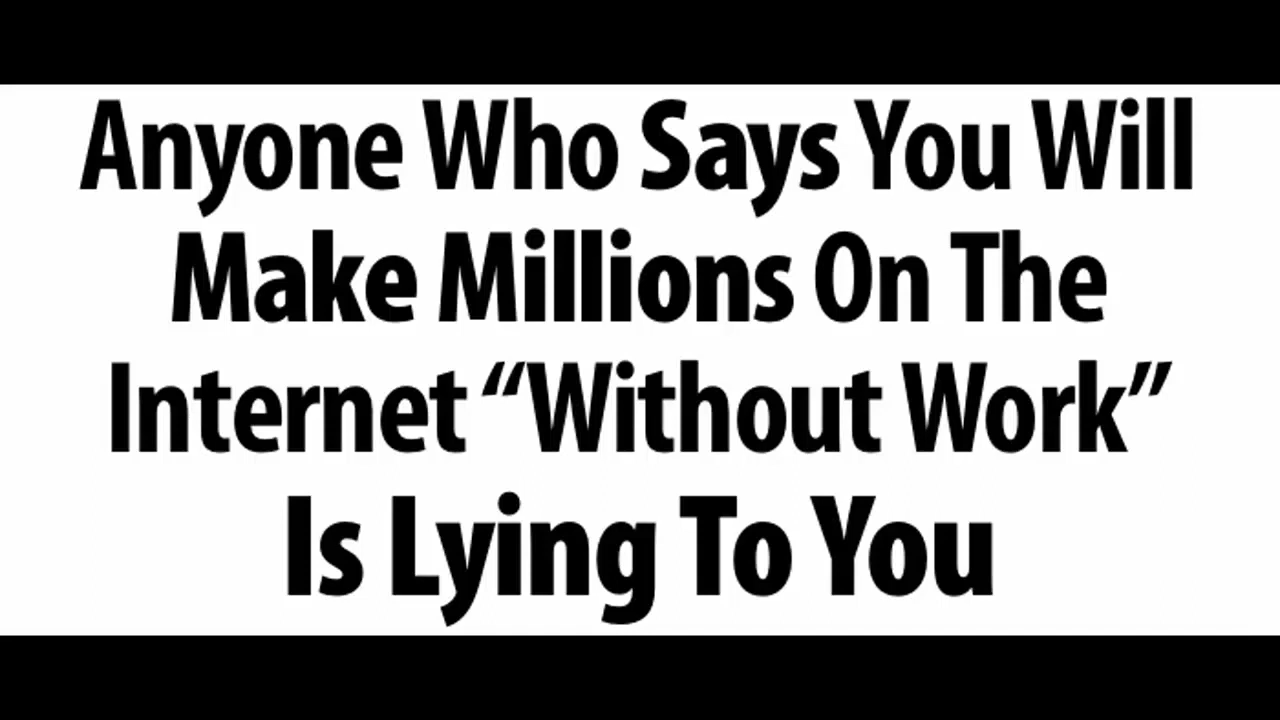 Anyone Who Says You Will
Make Millions On The
Internet “Without Work”
Is Lying To You